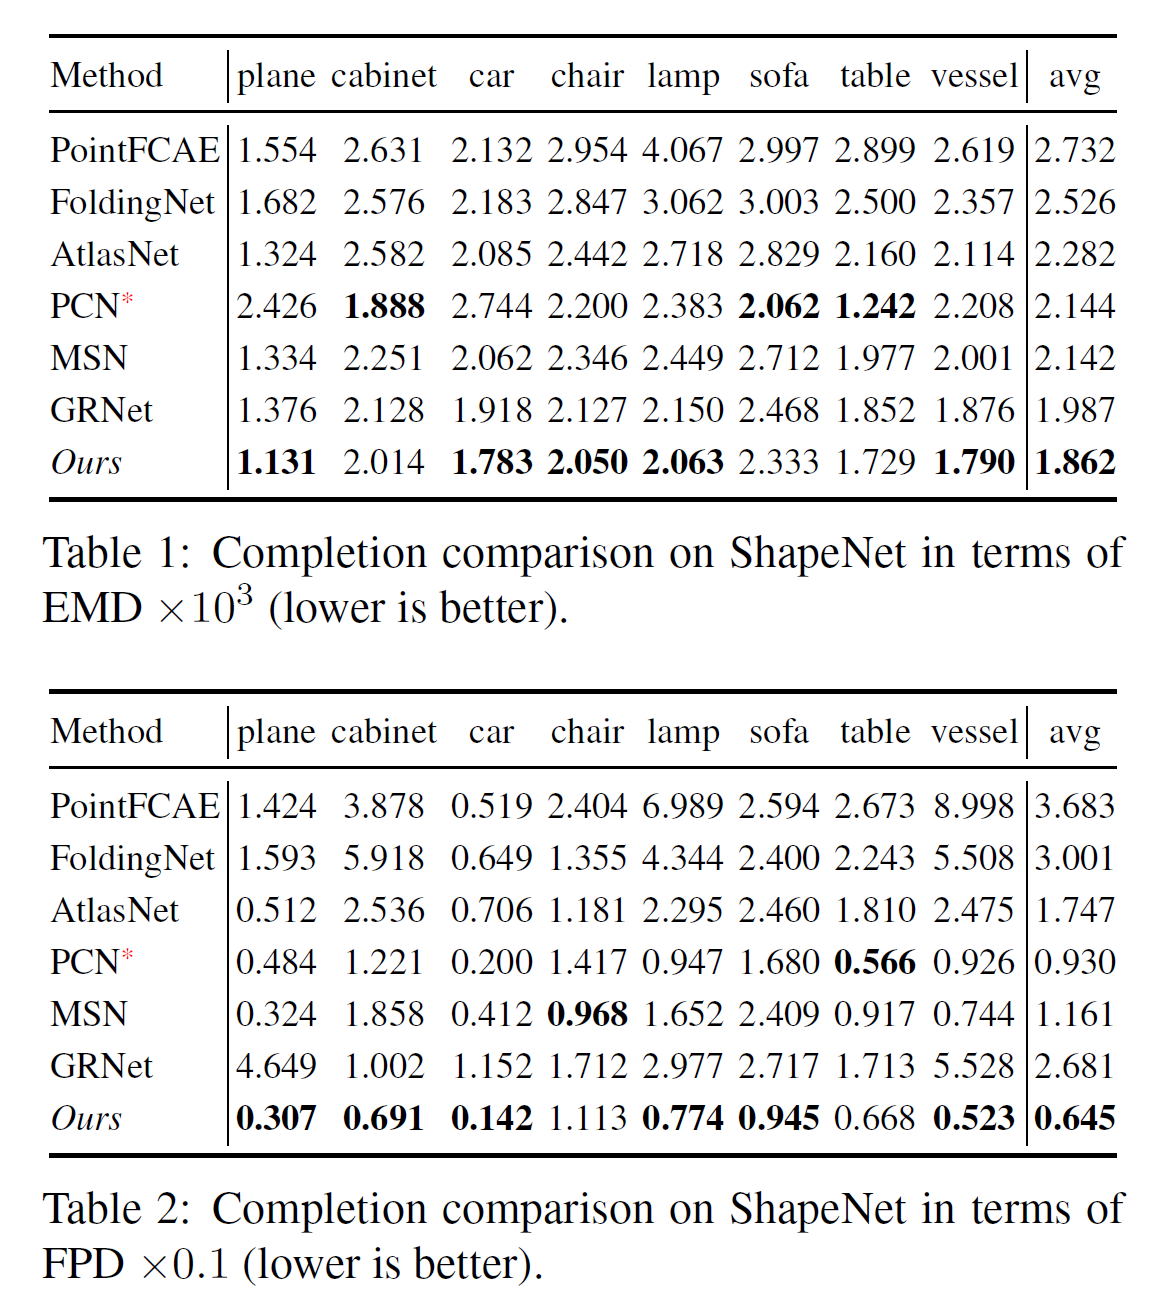 Method plane cabinet car chair lamp sofa table vessel avg
PointFCAE 1.554 2.631 2.132 2.954 4.067 2.997 2.899 2.619 2.732
FoldingNet 1.682 2.576 2.183 2.847 3.062 3.003 2.500 2.357 2.526
AtlasNet 1.324 2.582 2.085 2.442 2.718 2.829 2.160 2.114 2.282
PCN* 2.426 1.888 2.744 2.200 2.383 2.062 1.242 2.208 2.144
MSN 1.334 2.251 2.062 2.346 2.449 2.712 1.977 2.001 2.142
GRNet 1.376 2.128 1.918 2.127 2.150 2.468 1.852 1.876 1.987
Ours 1.131 2.014 1.783 2.050 2.063 2.333 1.729 1.790 1.862
Table 1: Completion comparison on ShapeNet in terms of
EMD ×10³ (lower is better).
Method plane cabinet car chair lamp sofa table vessel avg
PointFCAE 1.424 3.878 0.519 2.404 6.989 2.594 2.673 8.998 3.683
FoldingNet 1.593 5.918 0.649 1.355 4.344 2.400 2.243 5.508 3.001
AtlasNet 0.512 2.536 0.706 1.181 2.295 2.460 1.810 2.475 1.747
PCN* 0.484 1.221 0.200 1.417 0.947 1.680 0.566 0.926 0.930
MSN 0.324 1.858 0.412 0.968 1.652 2.409 0.917 0.744 1.161
GRNet 4.649 1.002 1.152 1.712 2.977 2.717 1.713 5.528 2.681
Ours 0.307 0.691 0.142 1.113 0.774 0.945 0.668 0.523 0.645
Table 2: Completion comparison on ShapeNet in terms of
FPD ×0.1 (lower is better).